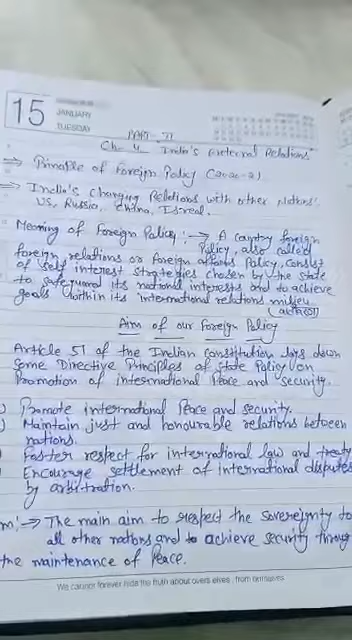 15 JANUARY
TUESDAY
PART-II
Ch-4 India's External Relations
⇒ Principle of Foreign Policy (2020-21)
⇒ India's Changing Relations with other Nations:
US, Russia, China, Isreal.
Meaning of Foreign Policy :→ A country foreign
Policy, also called
foreign relations or foreign affairs Policy, consist
of self interest strategies chosen by the state
to safeguard its national interests and to achieve
goals within its international relations milieu
Aim of our Foreign Policy
Article 51 of the Indian constitution lays down
some Directive Principles of state Policy on
Promotion of international Peace and security.
Promote international Peace and security.
Maintain just and honourable relations between
nations.
Foster respect for international law and treaty
Encourage settlement of international disputes
by arbitration.
m:→ The main aim to respect the sovereignty to
all other nations and to achieve security through
the maintenance of Peace.
We cannot forever hide the truth about ourselves, from ourselves